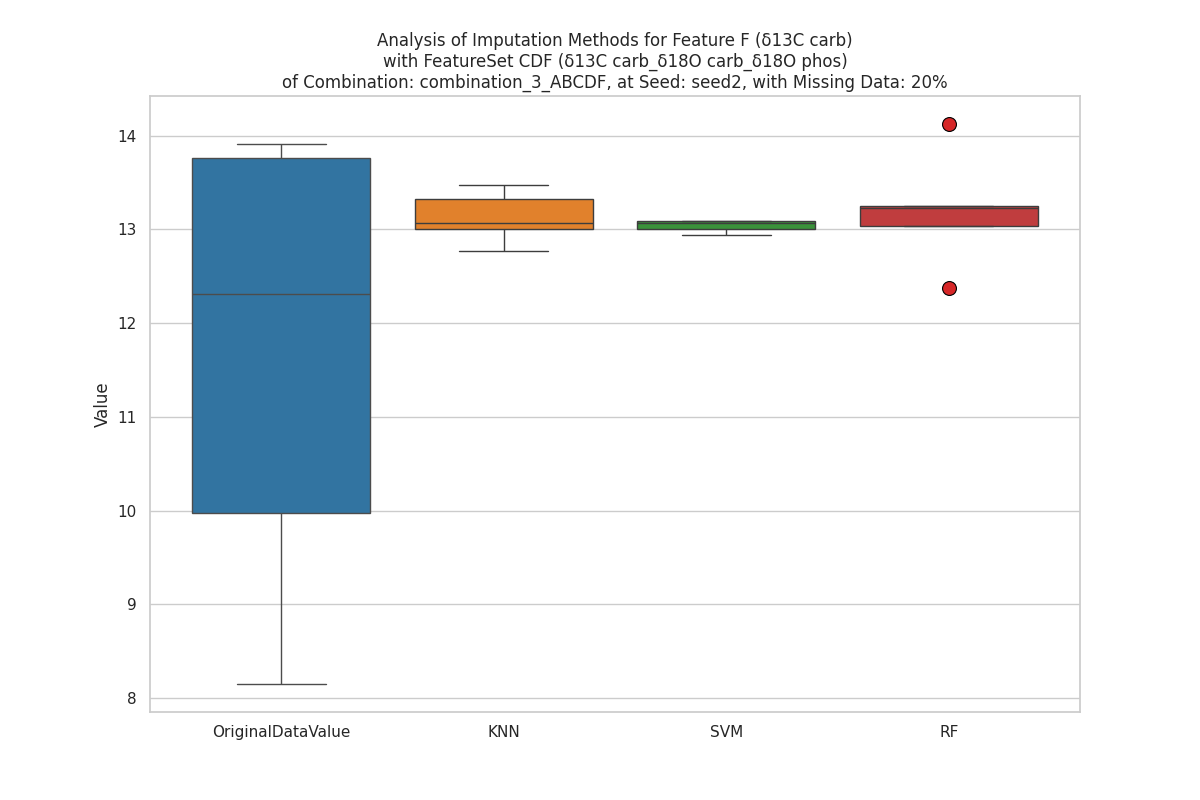 Analysis of Imputation Methods for Feature F (δ13C carb)
with FeatureSet CDF (δ13C carb_δ18O carb_δ18O phos)
of Combination: combination_3_ABCDF, at Seed: seed2, with Missing Data: 20%
Value
14
13
12
11
10
9
8
OriginalDataValue KNN SVM RF